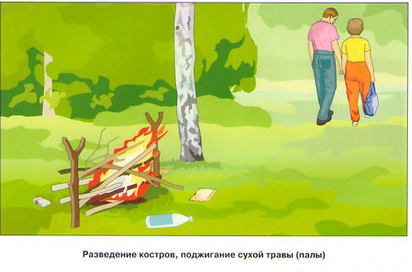 Разведение костров, поджигание сухой травы (палы)